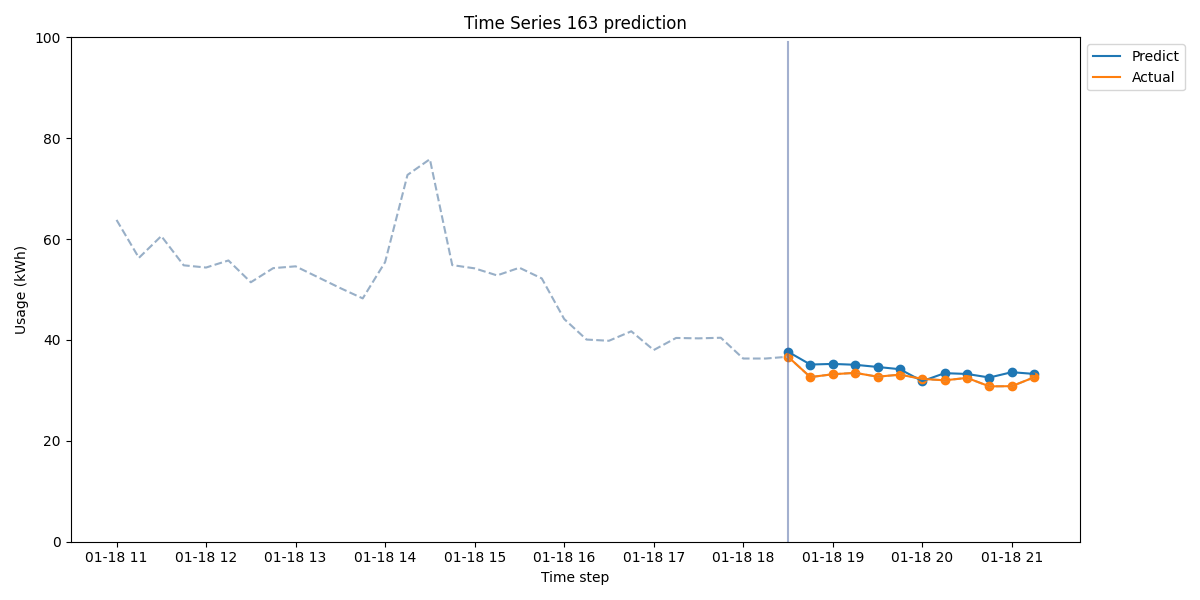 Time Series 163 prediction
100
80
60
40
20
0
Usage (kWh)
01-18 11 01-18 12 01-18 13 01-18 14 01-18 15 01-18 16 01-18 17 01-18 18 01-18 19 01-18 20 01-18 21
Time step
Predict
Actual